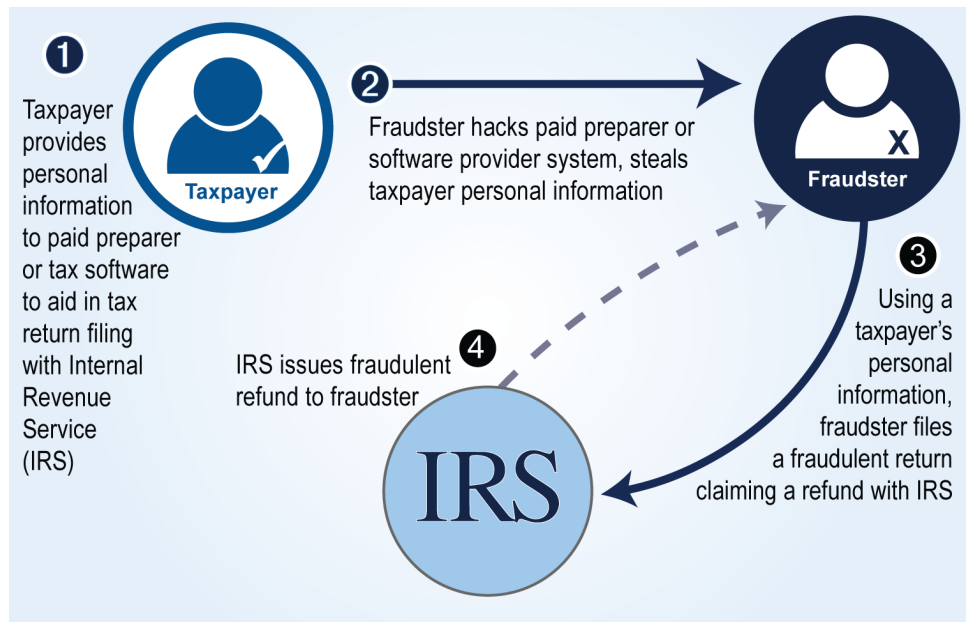 1
Taxpayer
provides
personal
information
to paid preparer
or tax software
to aid in tax
return filing
with Internal
Revenue
Service
(IRS)
Taxpayer
2
Fraudster hacks paid preparer or
software provider system, steals
taxpayer personal information
X
Fraudster
3
Using a
taxpayer’s
personal
information,
fraudster files
a fraudulent return
claiming a refund with IRS
4
IRS issues fraudulent
refund to fraudster
IRS